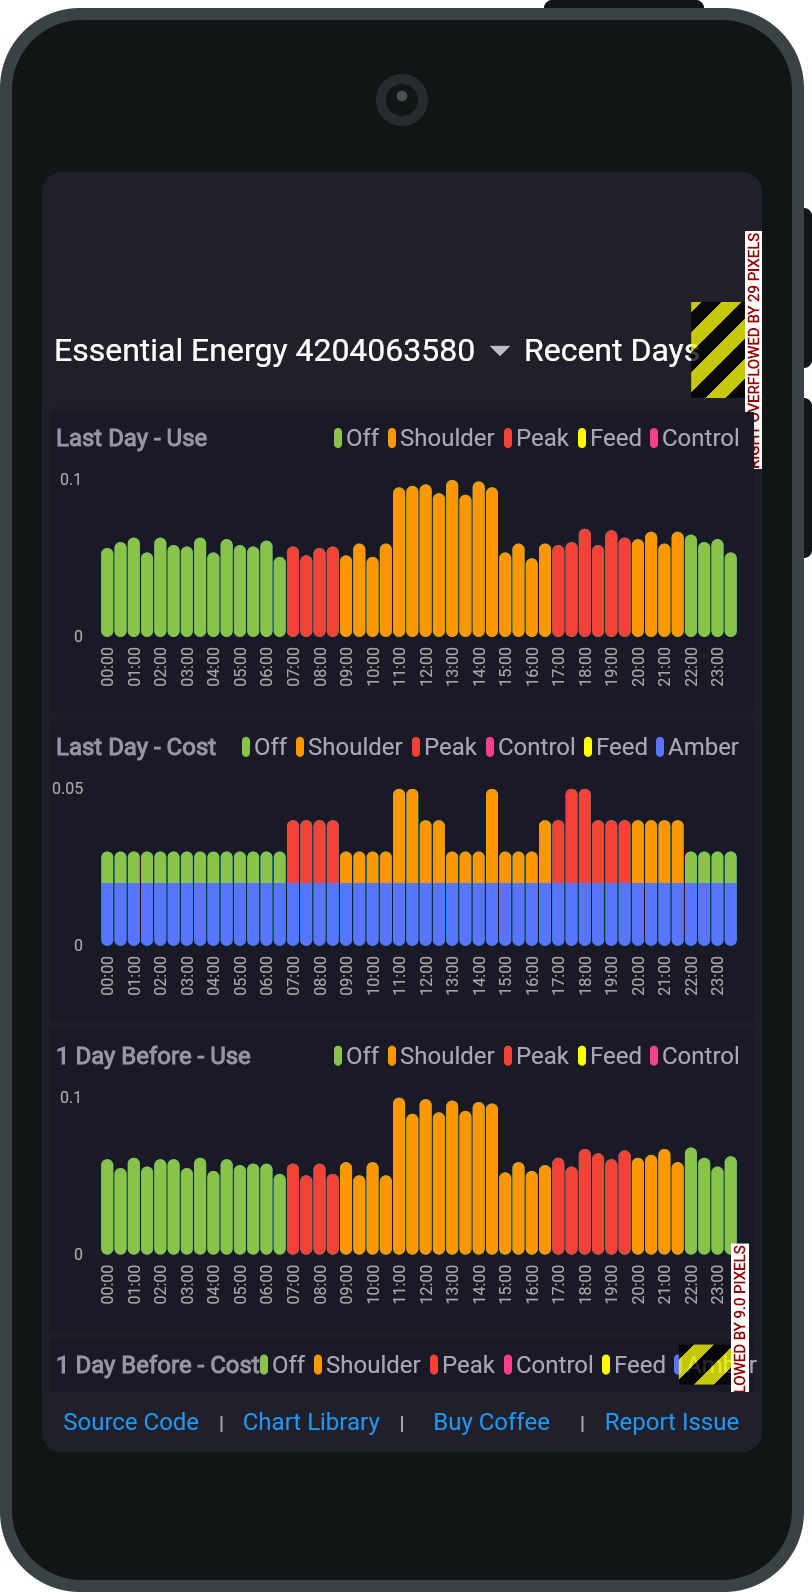 RIGHT OVERFLOWED BY 29 PIXELS
Essential Energy 4204063580 Recent Days
Last Day - Use Off Shoulder Peak Feed Control
0.1
0
00:00 01:00 02:00 03:00 04:00 05:00 06:00 07:00 08:00 09:00 10:00 11:00 12:00 13:00 14:00 15:00 16:00 17:00 18:00 19:00 20:00 21:00 22:00 23:00
Last Day - Cost Off Shoulder Peak Control Feed Amber
0.05
0
00:00 01:00 02:00 03:00 04:00 05:00 06:00 07:00 08:00 09:00 10:00 11:00 12:00 13:00 14:00 15:00 16:00 17:00 18:00 19:00 20:00 21:00 22:00 23:00
1 Day Before - Use Off Shoulder Peak Feed Control
0.1
0
00:00 01:00 02:00 03:00 04:00 05:00 06:00 07:00 08:00 09:00 10:00 11:00 12:00 13:00 14:00 15:00 16:00 17:00 18:00 19:00 20:00 21:00 22:00 23:00
LOWED BY 9.0 PIXELS
1 Day Before - Cost Off Shoulder Peak Control Feed Amber
Source Code | Chart Library | Buy Coffee | Report Issue